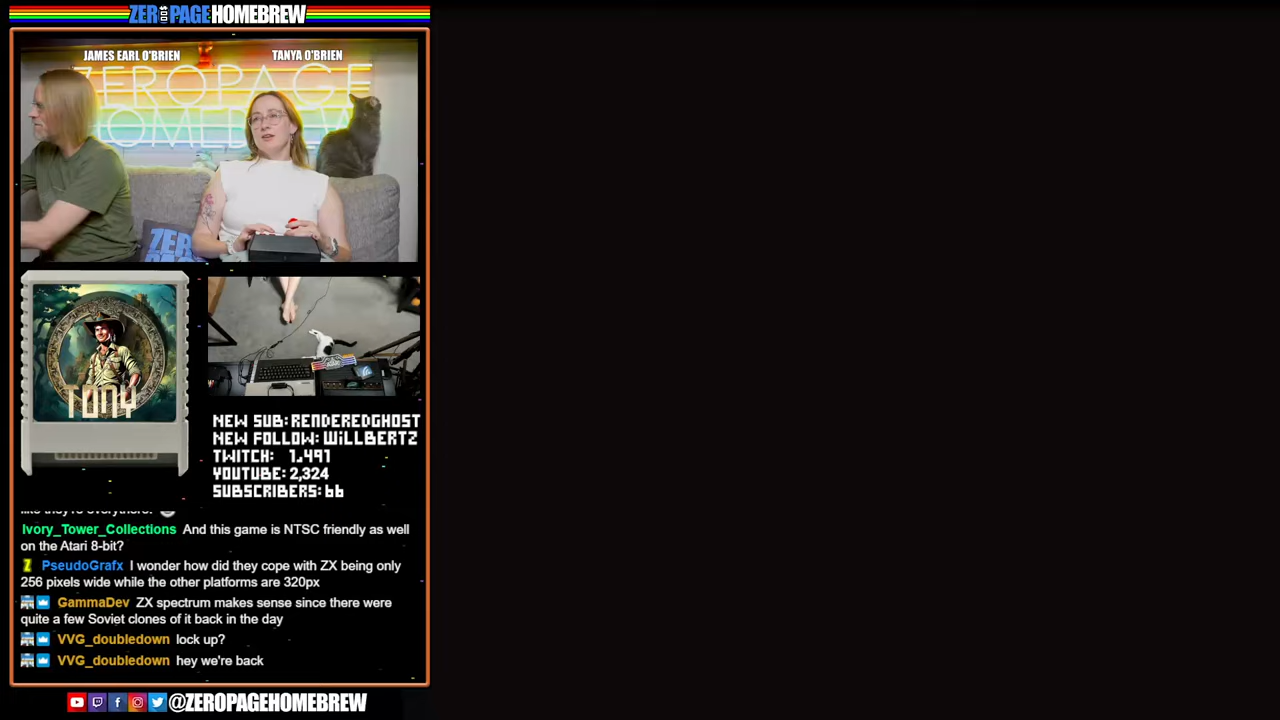 ZEROPAGE HOMEBREW
JAMES EARL O'BRIEN
TANYA O'BRIEN
ZEROPAGE
TONY
NEW SUB: RENDEREDGHOST
NEW FOLLOW: WILLBERTZ
TWITCH: 1,491
YOUTUBE: 2,324
SUBSCRIBERS: 66
Ivory_Tower_Collections And this game is NTSC friendly as well
on the Atari 8-bit?
PseudoGrafx I wonder how did they cope with ZX being only
256 pixels wide while the other platforms are 320px
GammaDev ZX spectrum makes sense since there were
quite a few Soviet clones of it back in the day
VVG_doubledown lock up?
VVG_doubledown hey we're back
@ZEROPAGEHOMEBREW